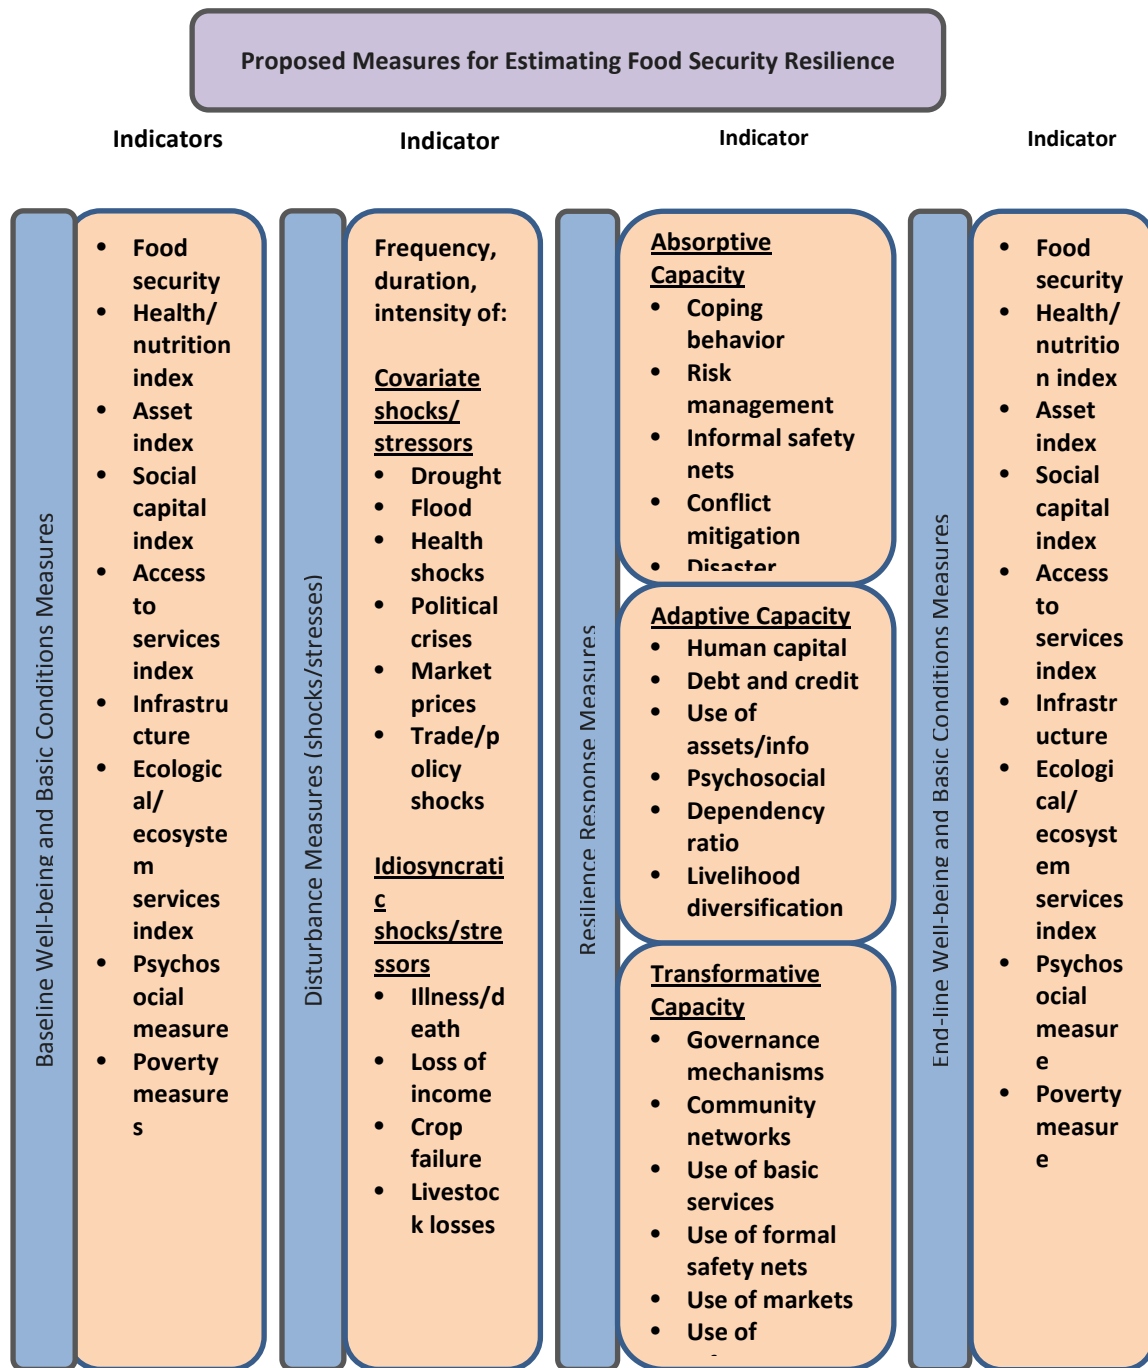 Proposed Measures for Estimating Food Security Resilience
Indicators
Indicator
Indicator
Indicator
Baseline Well-being and Basic Conditions Measures
• Food
security
• Health/
nutrition
index
• Asset
index
• Social
capital
index
• Access
to
services
index
• Infrastru
cture
• Ecologic
al/
ecosyste
m
services
index
• Psychos
ocial
measure
• Poverty
measure
s
Disturbance Measures (shocks/stresses)
Frequency,
duration,
intensity of:
Covariate
shocks/
stressors
• Drought
• Flood
• Health
shocks
• Political
crises
• Market
prices
• Trade/p
olicy
shocks
Idiosyncrati
c
shocks/stre
ssors
• Illness/d
eath
• Loss of
income
• Crop
failure
• Livestoc
k losses
Resilience Response Measures
Absorptive
Capacity
• Coping
behavior
• Risk
management
• Informal safety
nets
• Conflict
mitigation
• Disaster
Adaptive Capacity
• Human capital
• Debt and credit
• Use of
assets/info
• Psychosocial
• Dependency
ratio
• Livelihood
diversification
Transformative
Capacity
• Governance
mechanisms
• Community
networks
• Use of basic
services
• Use of formal
safety nets
• Use of markets
• Use of
End-line Well-being and Basic Conditions Measures
• Food
security
• Health/
nutritio
n index
• Asset
index
• Social
capital
index
• Access
to
services
index
• Infrastr
ucture
• Ecologi
cal/
ecosyst
em
services
index
• Psychos
ocial
measur
e
• Poverty
measur
e